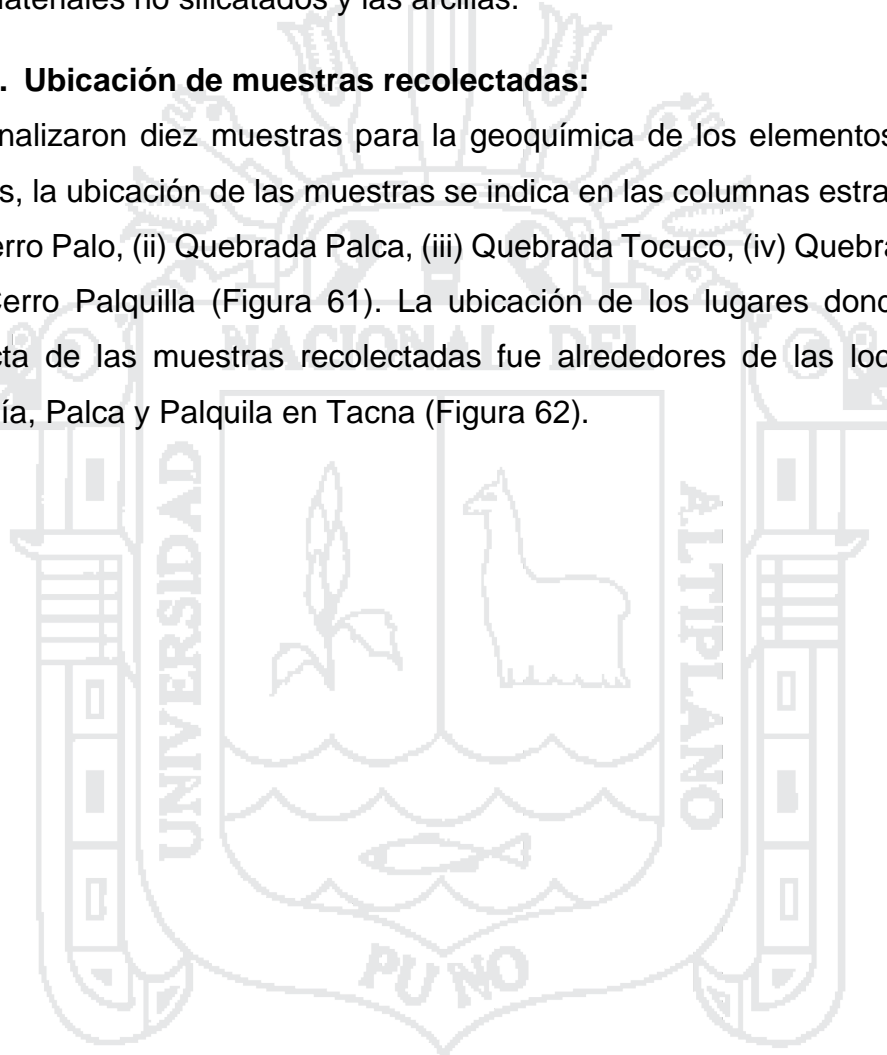 materiales no silicatados y las arcillas.
. Ubicación de muestras recolectadas:
nalizaron diez muestras para la geoquímica de los elementos
s, la ubicación de las muestras se indica en las columnas estra
erro Palo, (ii) Quebrada Palca, (iii) Quebrada Tocuco, (iv) Quebra
Cerro Palquilla (Figura 61). La ubicación de los lugares dond
cta de las muestras recolectadas fue alrededores de las loc
ía, Palca y Palquila en Tacna (Figura 62).
NACIONAL DEL
UNIVERSIDAD
ALTIPLANO
PUNO